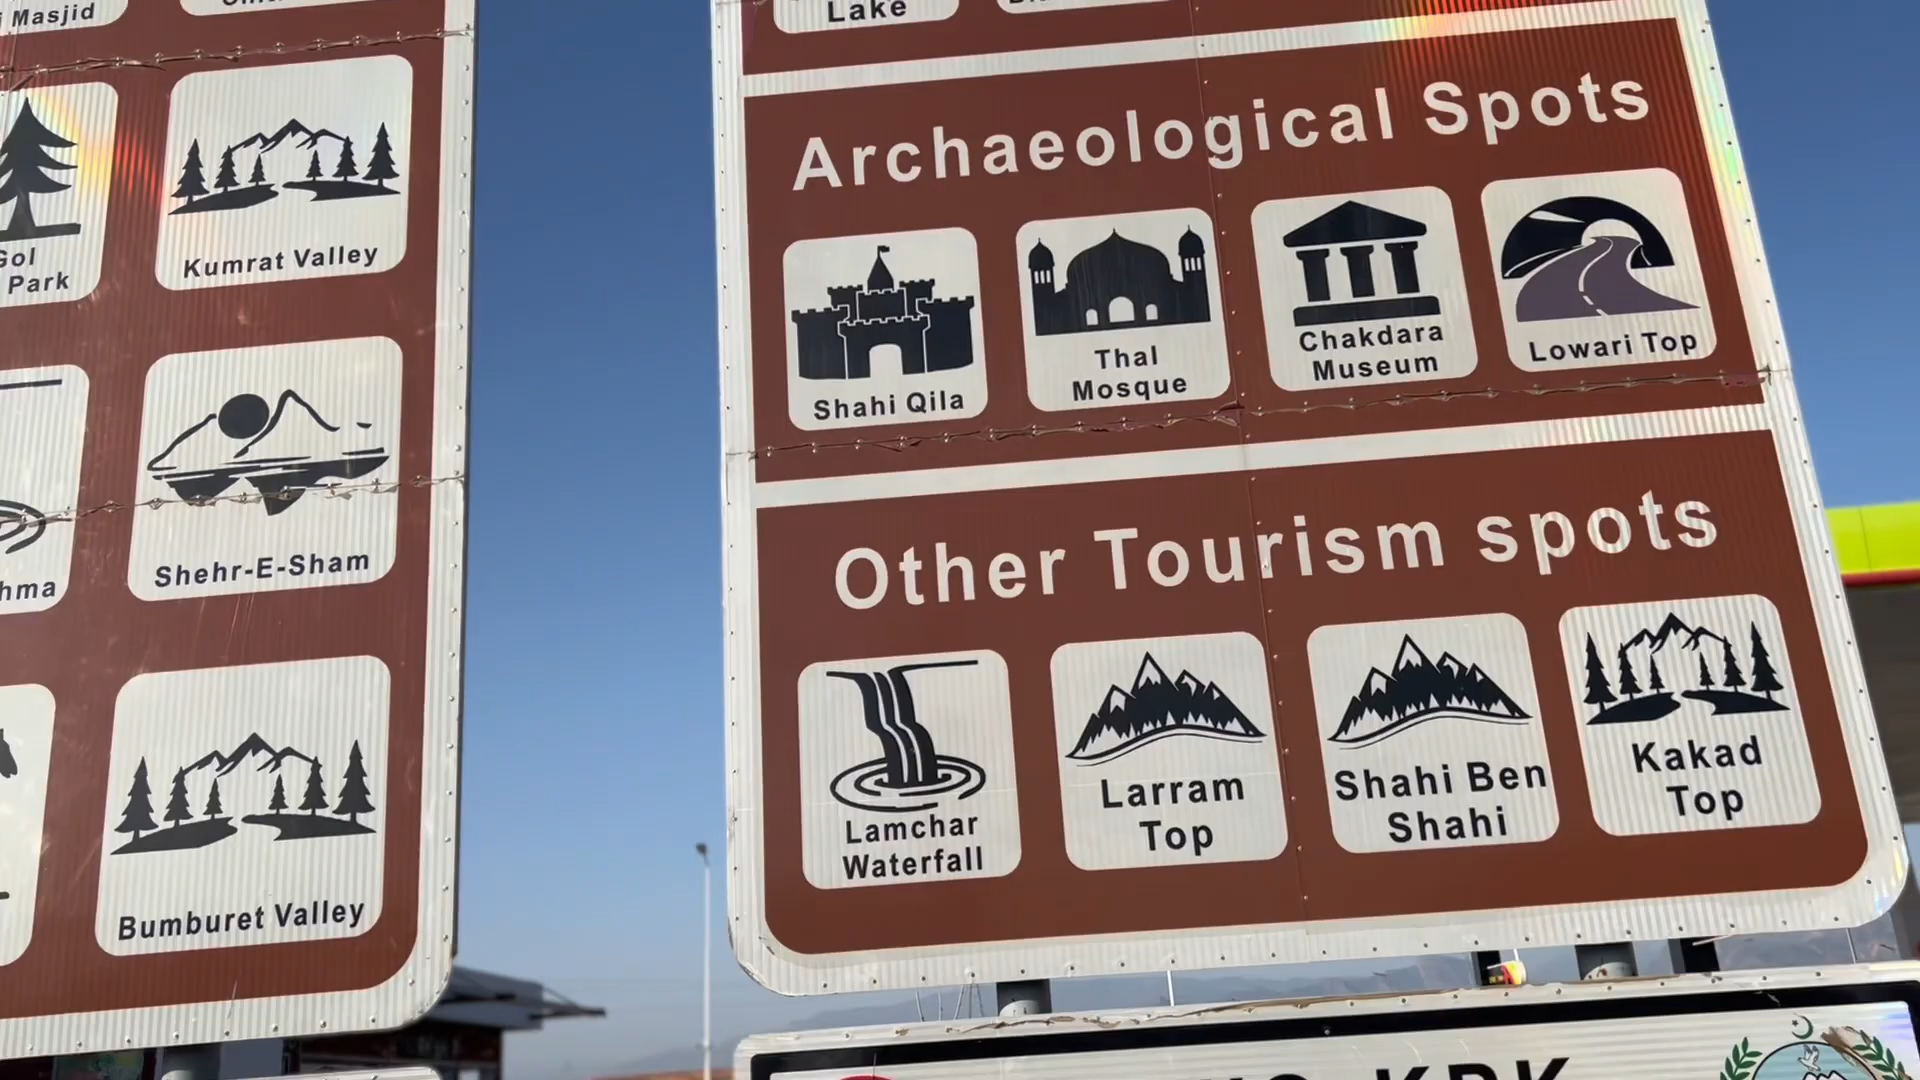 Masjid
Gol
Park
Kumrat Valley
Shehr-E-Sham
Bumburet Valley
Lake
Archaeological Spots
Shahi Qila
Thal
Mosque
Chakdara
Museum
Lowari Top
Other Tourism spots
Lamchar
Waterfall
Larram
Top
Shahi Ben
Shahi
Kakad
Top
KPK